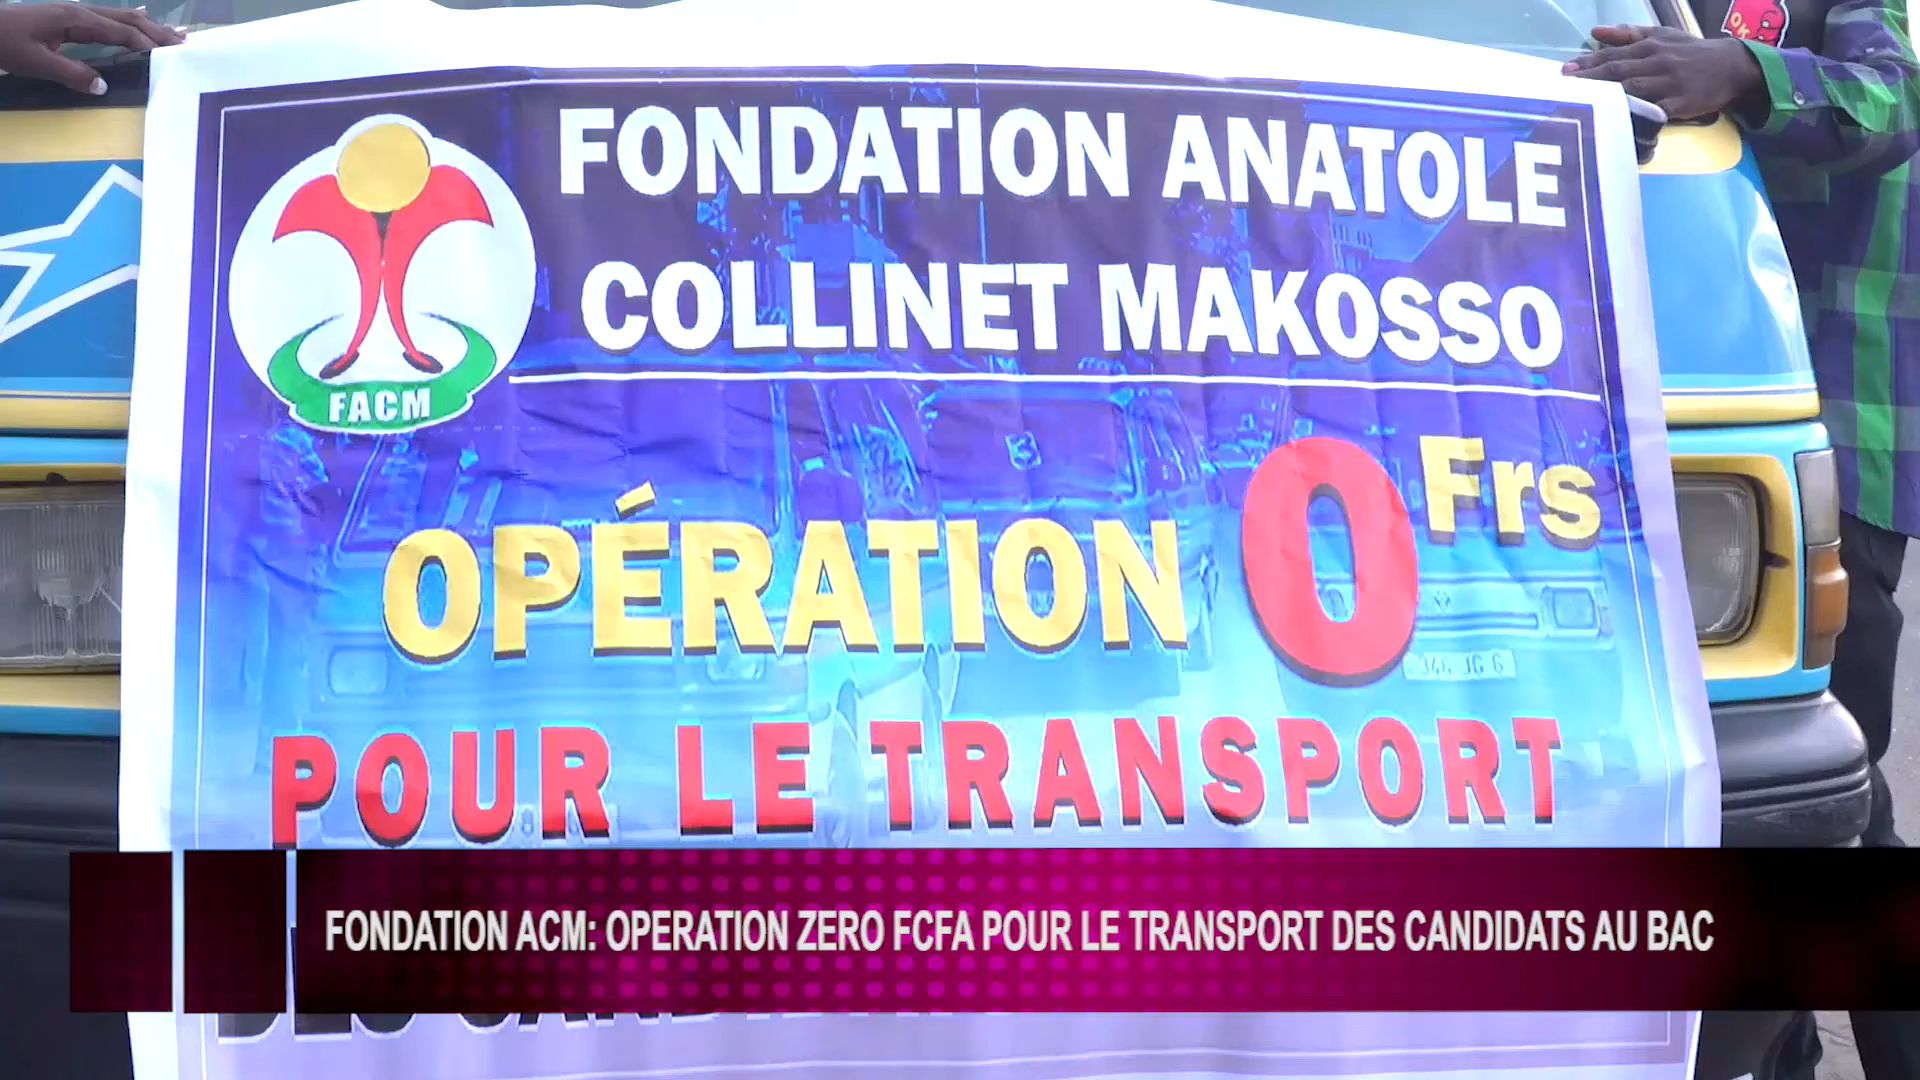 OK
FONDATION ANATOLE
COLLINET MAKOSSO
FACM
OPÉRATION 0 Frs
POUR LE TRANSPORT
FONDATION ACM: OPERATION ZERO FCFA POUR LE TRANSPORT DES CANDIDATS AU BAC